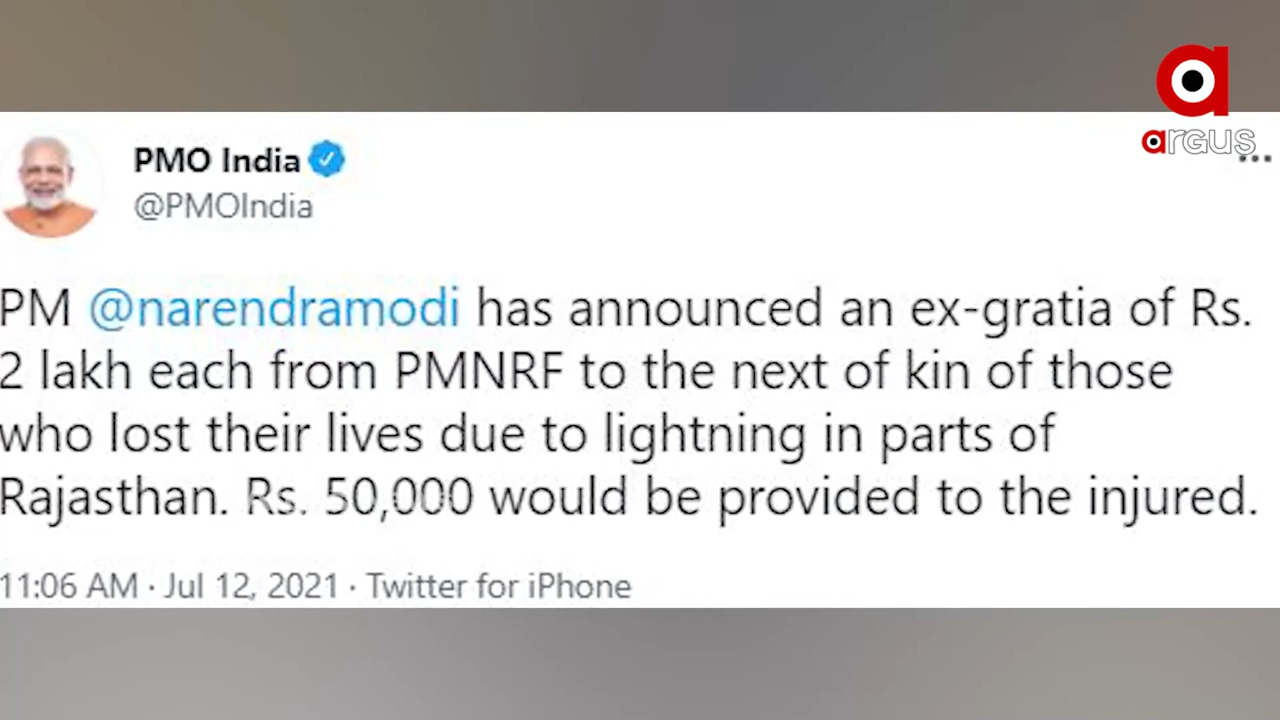 argus
PMO India
@PMOIndia
PM @narendramodi has announced an ex-gratia of Rs.
2 lakh each from PMNRF to the next of kin of those
who lost their lives due to lightning in parts of
Rajasthan. Rs. 50,000 would be provided to the injured.
11:06 AM · Jul 12, 2021 · Twitter for iPhone